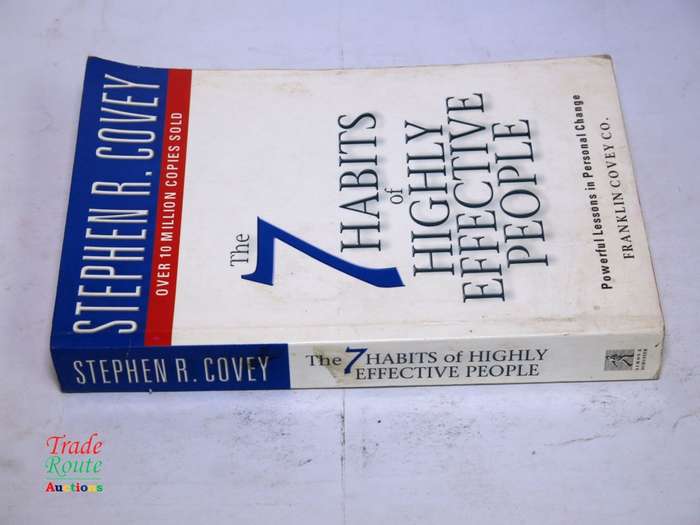 STEPHEN R. COVEY
OVER 10 MILLION COPIES SOLD
The
7
HABITS
of
HIGHLY
EFFECTIVE
PEOPLE
Powerful Lessons in Personal Change
FRANKLIN COVEY CO.
STEPHEN R. COVEY
The 7 HABITS of HIGHLY
EFFECTIVE PEOPLE
Trade
Route
Auctions